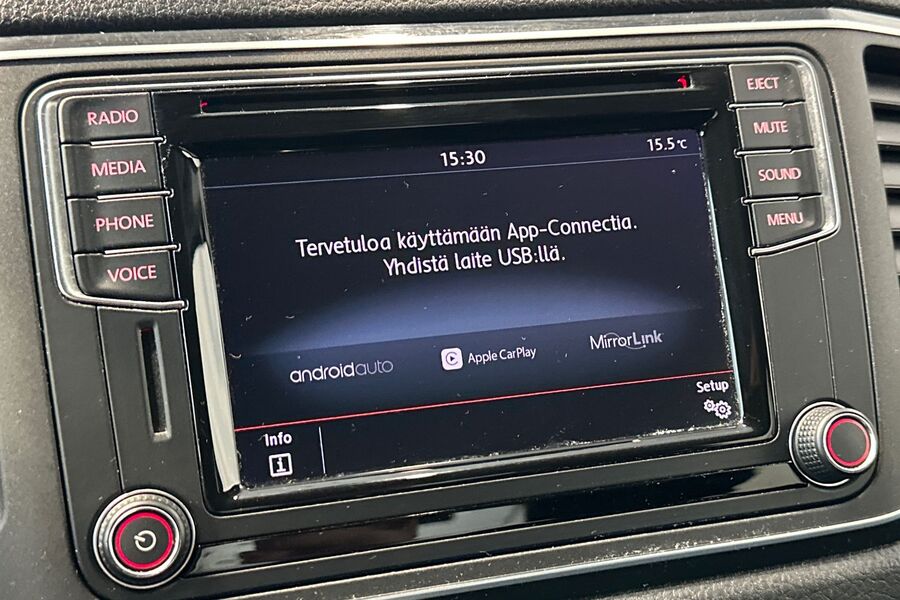 RADIO
MEDIA
PHONE
VOICE
EJECT
MUTE
SOUND
MENU
15:30
15.5°C
Tervetuloa käyttämään App-Connectia.
Yhdistä laite USB:llä.
androidauto
Apple CarPlay
MirrorLink
Setup
Info
i